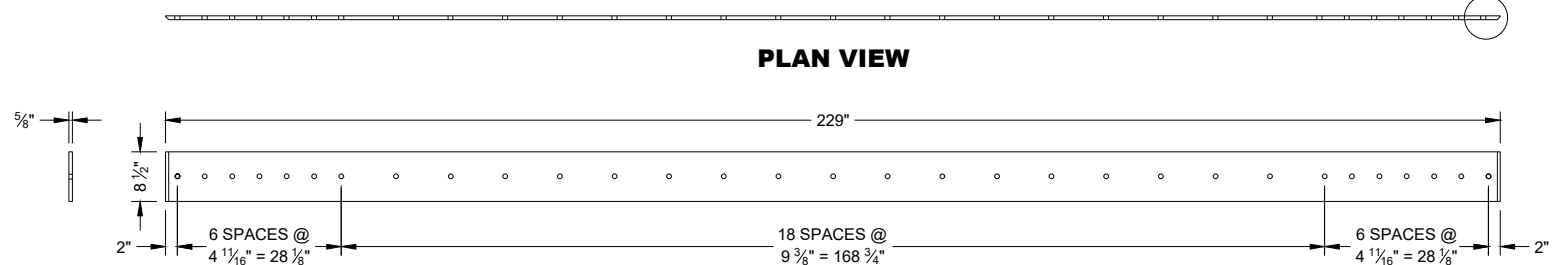 PLAN VIEW
5⁄8"
229"
8 1⁄2"
2"
6 SPACES @
4 11⁄16" = 28 1⁄8"
18 SPACES @
9 3⁄8" = 168 3⁄4"
6 SPACES @
4 11⁄16" = 28 1⁄8"
2"